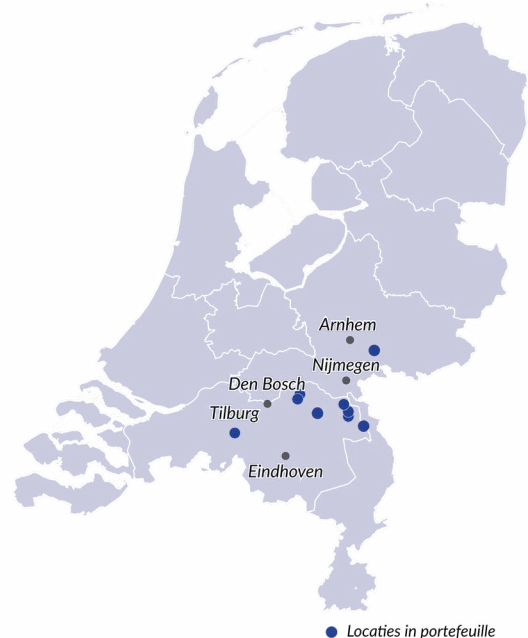 Arnhem
Nijmegen
Den Bosch
Tilburg
Eindhoven
Locaties in portefeuille